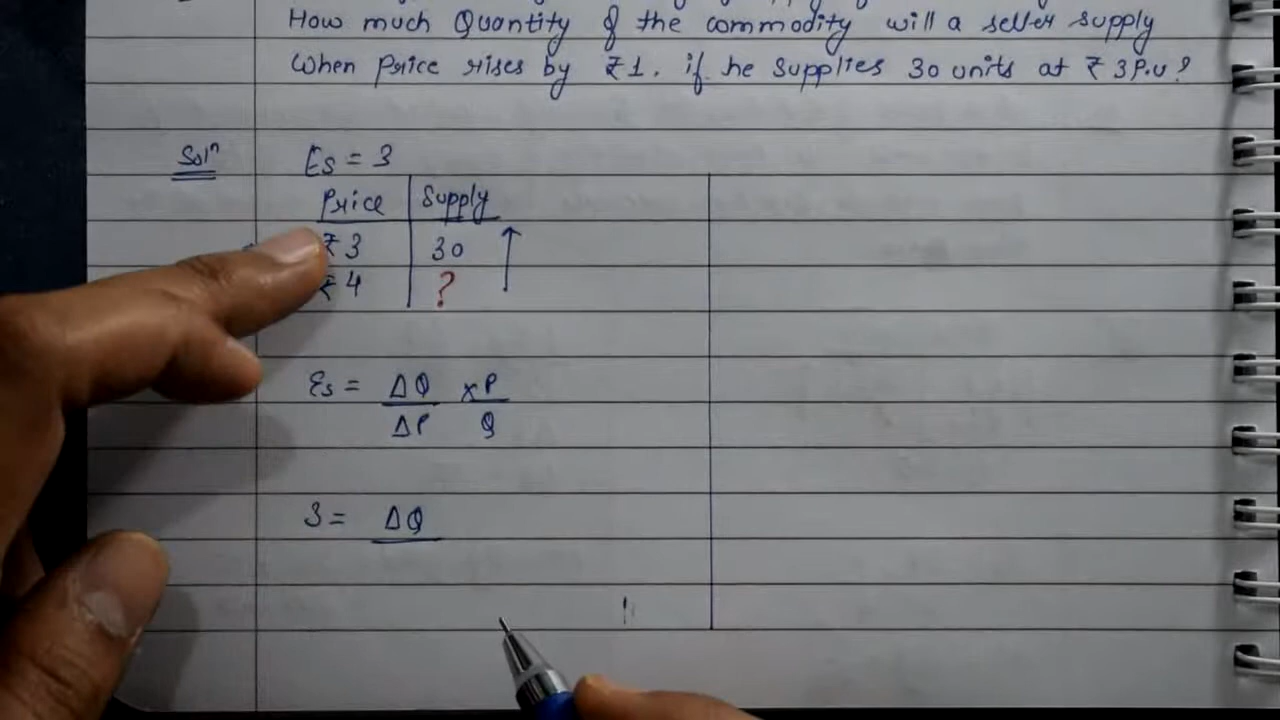 How much Quantity of the commodity will a seller supply
When price rises by ₹1. if he supplies 30 units at ₹ 3P.u?
Solⁿ
Es = 3
Price Supply
₹3 30
₹4 ?
Es = ΔQ/ΔP × P/Q
3 = ΔQ